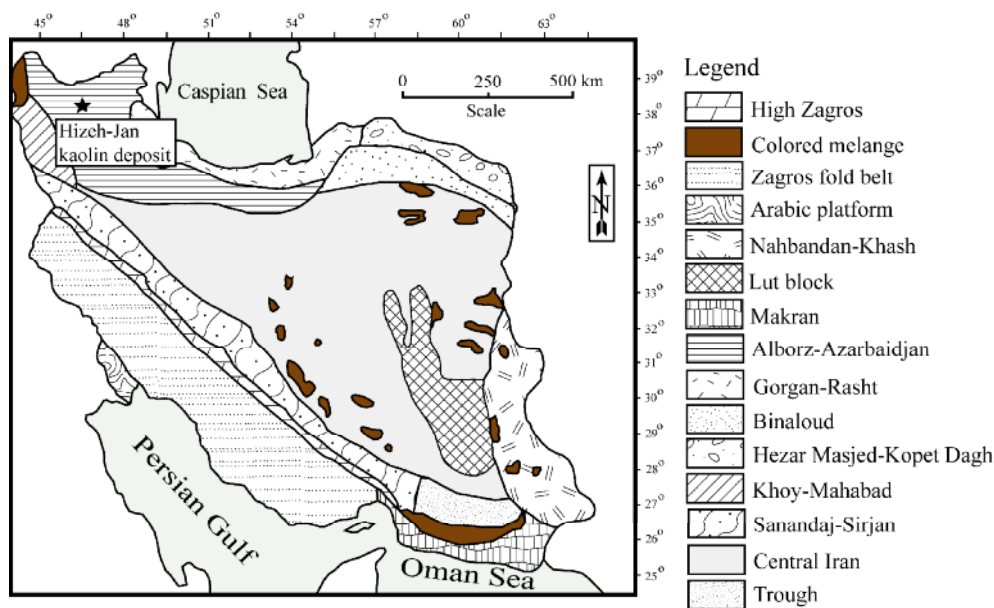 45° 48° 51° 54° 57° 60° 63°
Caspian Sea
0 250 500 km
Scale
Hizeh-Jan
kaolin deposit
N
39°
38°
37°
36°
35°
34°
33°
32°
31°
30°
29°
28°
27°
26°
25°
Persian Gulf
Oman Sea
Legend
High Zagros
Colored melange
Zagros fold belt
Arabic platform
Nahbandan-Khash
Lut block
Makran
Alborz-Azarbaidjan
Gorgan-Rasht
Binaloud
Hezar Masjed-Kopet Dagh
Khoy-Mahabad
Sanandaj-Sirjan
Central Iran
Trough